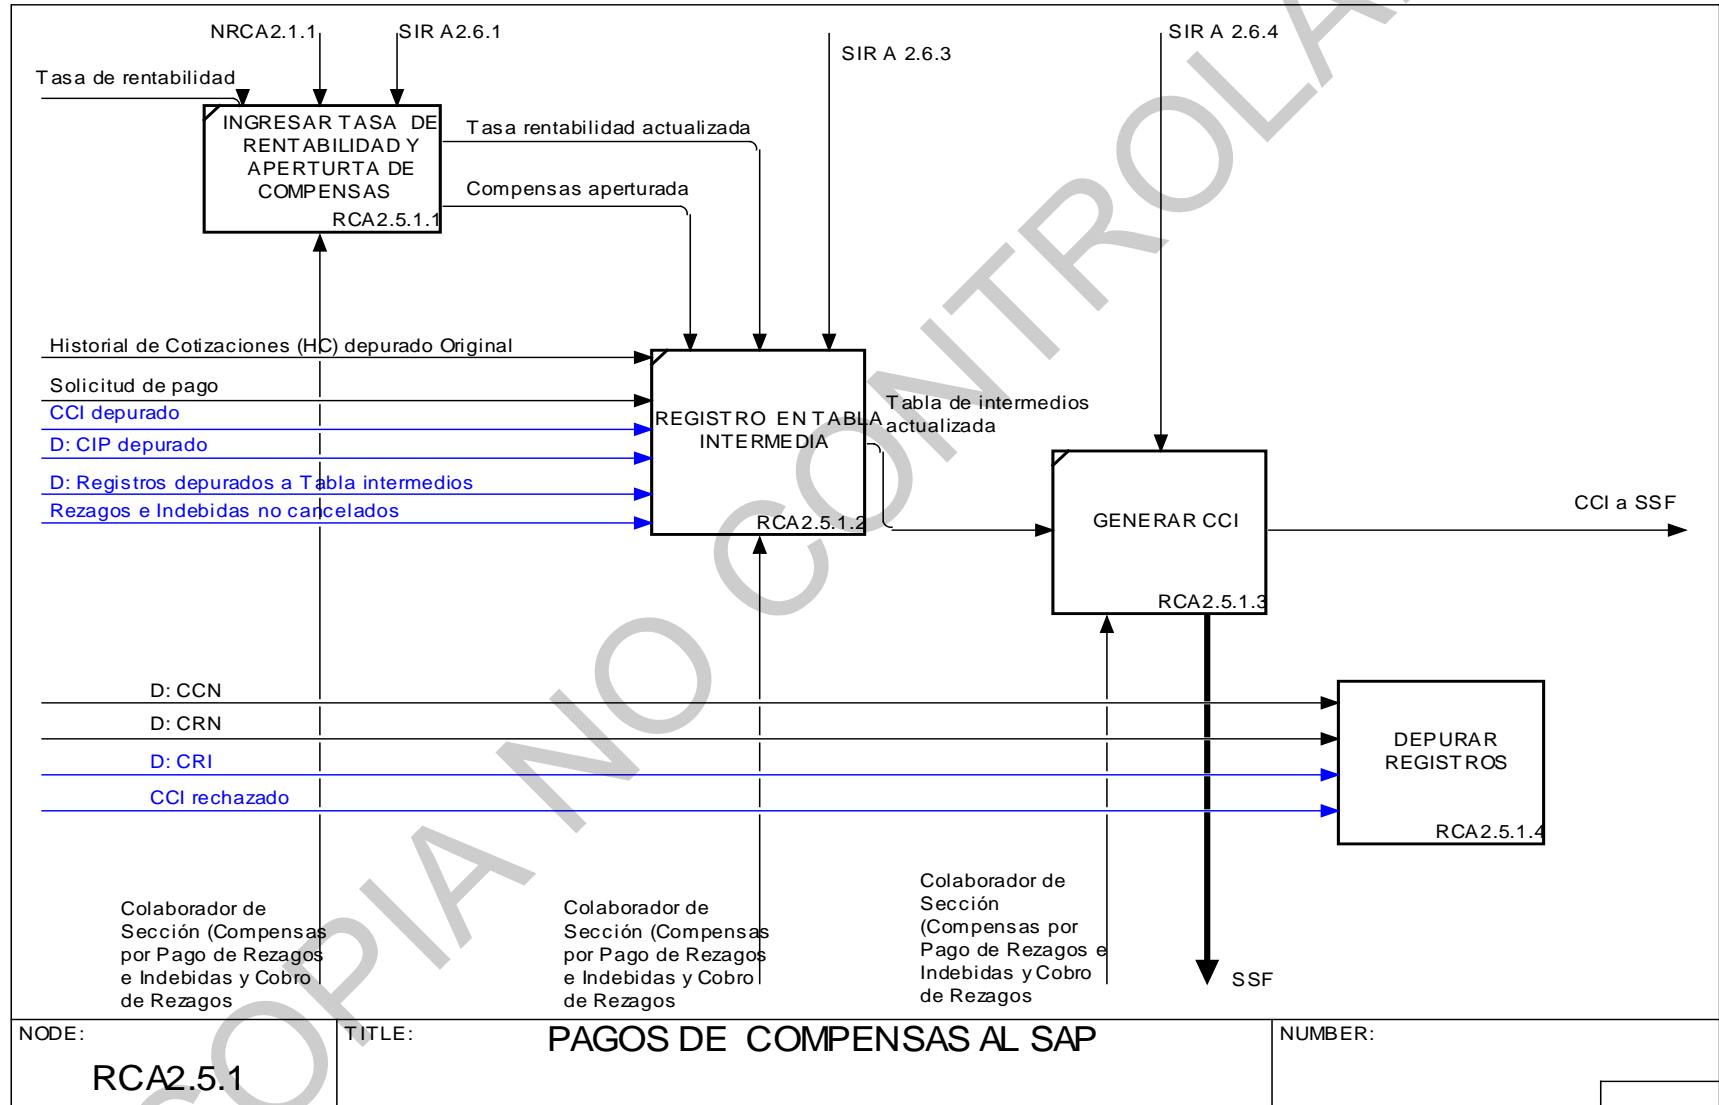 NRCA2.1.1
SIR A2.6.1
SIR A 2.6.3
SIR A 2.6.4
Tasa de rentabilidad
INGRESAR TASA DE
RENTABILIDAD Y
APERTURTA DE
COMPENSAS
RCA2.5.1.1
Tasa rentabilidad actualizada
Compensas aperturada
Historial de Cotizaciones (HC) depurado Original
Solicitud de pago
CCI depurado
D: CIP depurado
D: Registros depurados a Tabla intermedios
Rezagos e Indebidas no cancelados
REGISTRO EN TABLA
INTERMEDIA
RCA2.5.1.2
Tabla de intermedios
actualizada
GENERAR CCI
RCA2.5.1.3
CCI a SSF
D: CCN
D: CRN
D: CRI
CCI rechazado
DEPURAR
REGISTROS
RCA2.5.1.4
Colaborador de
Sección (Compensas
por Pago de Rezagos
e Indebidas y Cobro
de Rezagos
Colaborador de
Sección (Compensas
por Pago de Rezagos
e Indebidas y Cobro
de Rezagos
Colaborador de
Sección
(Compensas por
Pago de Rezagos e
Indebidas y Cobro
de Rezagos
SSF
NODE:
RCA2.5.1
TITLE:
PAGOS DE COMPENSAS AL SAP
NUMBER:
COPIA NO CONTROLA